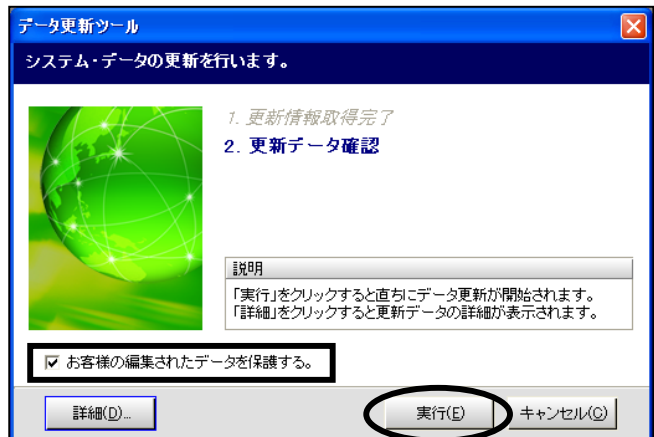 データ更新ツール
システム・データの更新を行います。
1. 更新情報取得完了
2. 更新データ確認
説明
「実行」をクリックすると直ちにデータ更新が開始されます。
「詳細」をクリックすると更新データの詳細が表示されます。
お客様の編集されたデータを保護する。
詳細(D)... 実行(E) キャンセル(C)